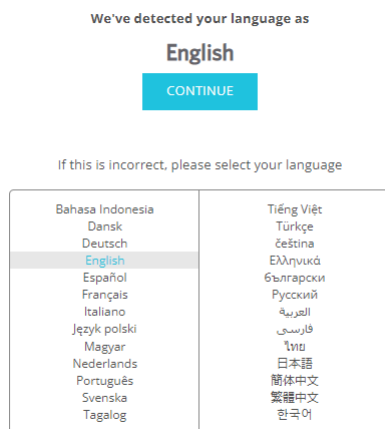 We've detected your language as
English
CONTINUE
If this is incorrect, please select your language
Bahasa Indonesia
Dansk
Deutsch
English
Español
Français
Italiano
Język polski
Magyar
Nederlands
Português
Svenska
Tagalog
Tiếng Việt
Türkçe
čeština
Ελληνικά
български
Русский
العربية
فارسی
ไทย
日本語
简体中文
繁體中文
한국어